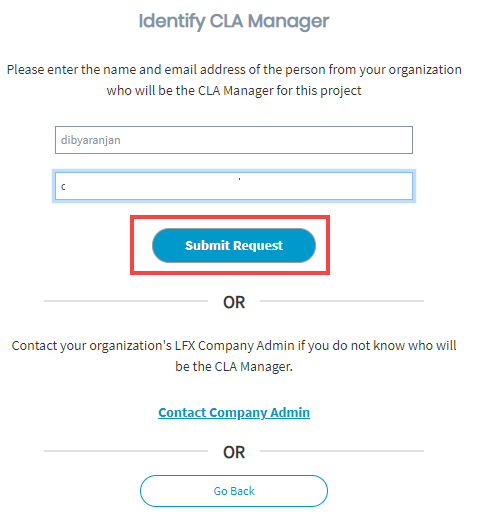 Identify CLA Manager
Please enter the name and email address of the person from your organization
who will be the CLA Manager for this project
dibyaranjan
Submit Request
OR
Contact your organization's LFX Company Admin if you do not know who will
be the CLA Manager.
Contact Company Admin
OR
Go Back